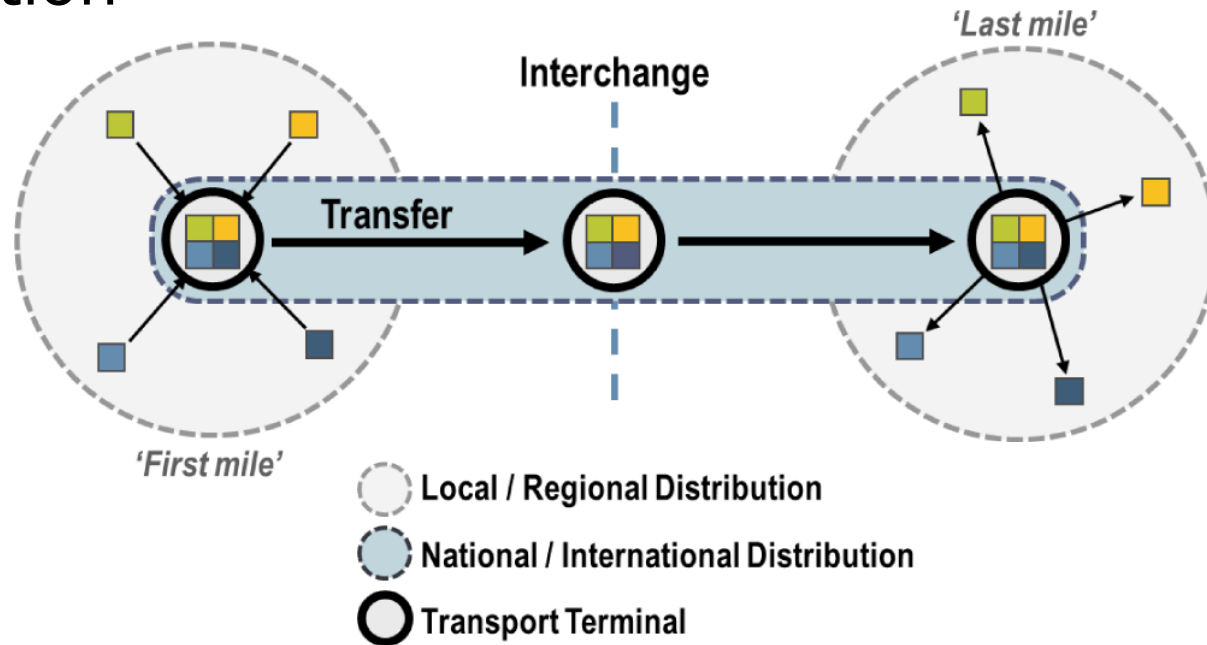 'Last mile'
Interchange
Transfer
'First mile'
Local / Regional Distribution
National / International Distribution
Transport Terminal